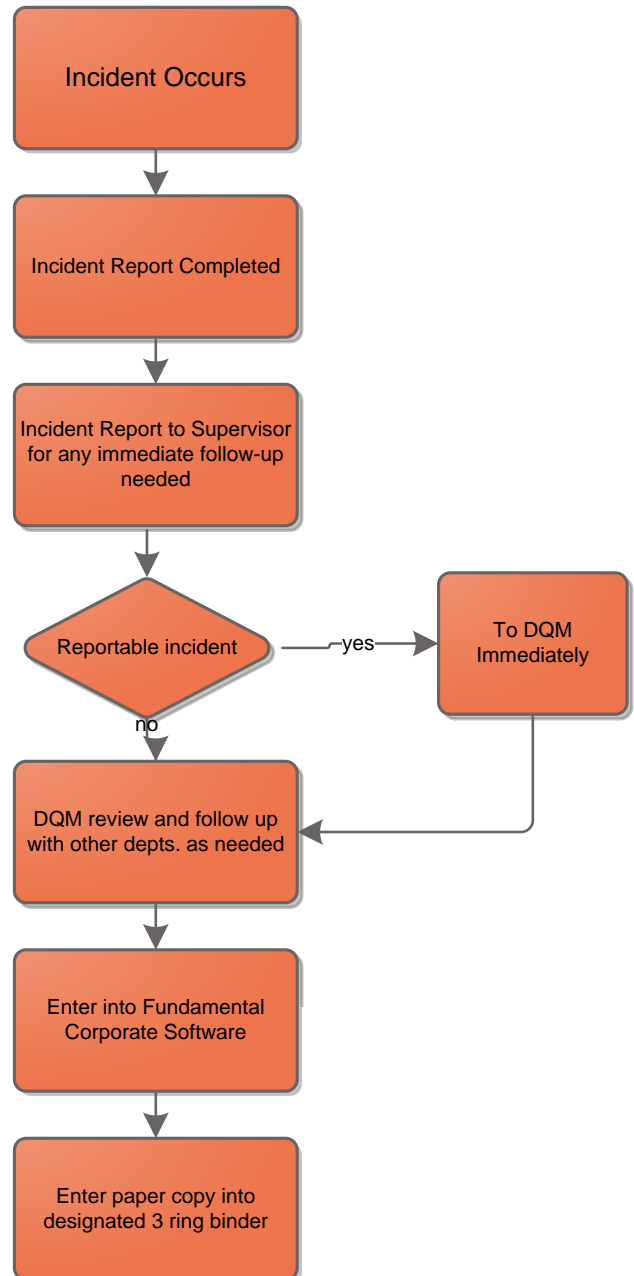 Incident Occurs
Incident Report Completed
Incident Report to Supervisor
for any immediate follow-up
needed
Reportable incident
yes
To DQM
Immediately
no
DQM review and follow up
with other depts. as needed
Enter into Fundamental
Corporate Software
Enter paper copy into
designated 3 ring binder